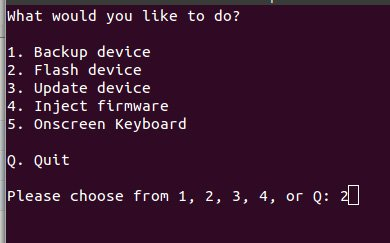 What would you like to do?
1. Backup device
2. Flash device
3. Update device
4. Inject firmware
5. Onscreen Keyboard
Q. Quit
Please choose from 1, 2, 3, 4, or Q: 2